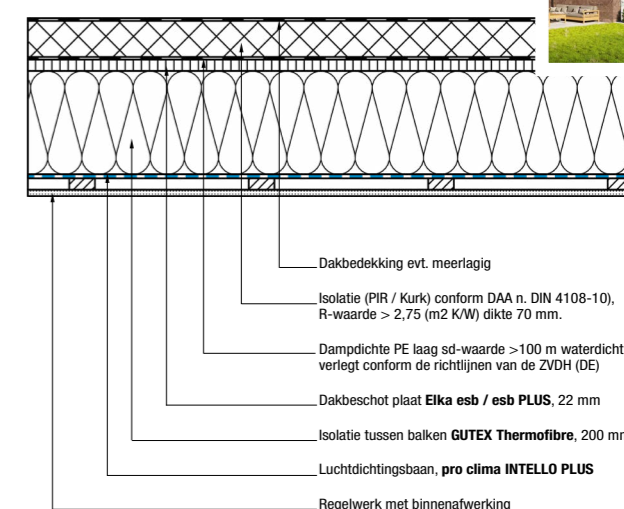 Dakbedekking evt. meerlagig
Isolatie (PIR / Kurk) conform DAA n. DIN 4108-10),
R-waarde > 2,75 (m2 K/W) dikte 70 mm.
Dampdichte PE laag sd-waarde >100 m waterdicht
verlegt conform de richtlijnen van de ZVDH (DE)
Dakbeschot plaat Elka esb / esb PLUS, 22 mm
Isolatie tussen balken GUTEX Thermofibre, 200 mm
Luchtdichtingsbaan, pro clima INTELLO PLUS
Regelwerk met binnenafwerking